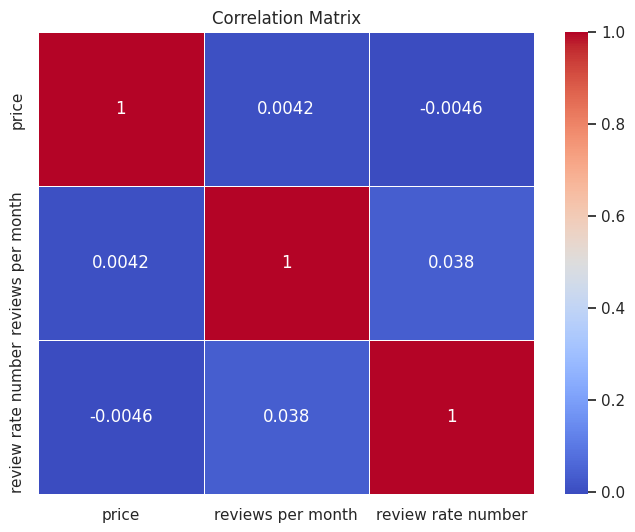 Correlation Matrix
price
1
0.0042
-0.0046
reviews per month
0.0042
1
0.038
review rate number
-0.0046
0.038
1
price
reviews per month
review rate number
1.0
0.8
0.6
0.4
0.2
0.0